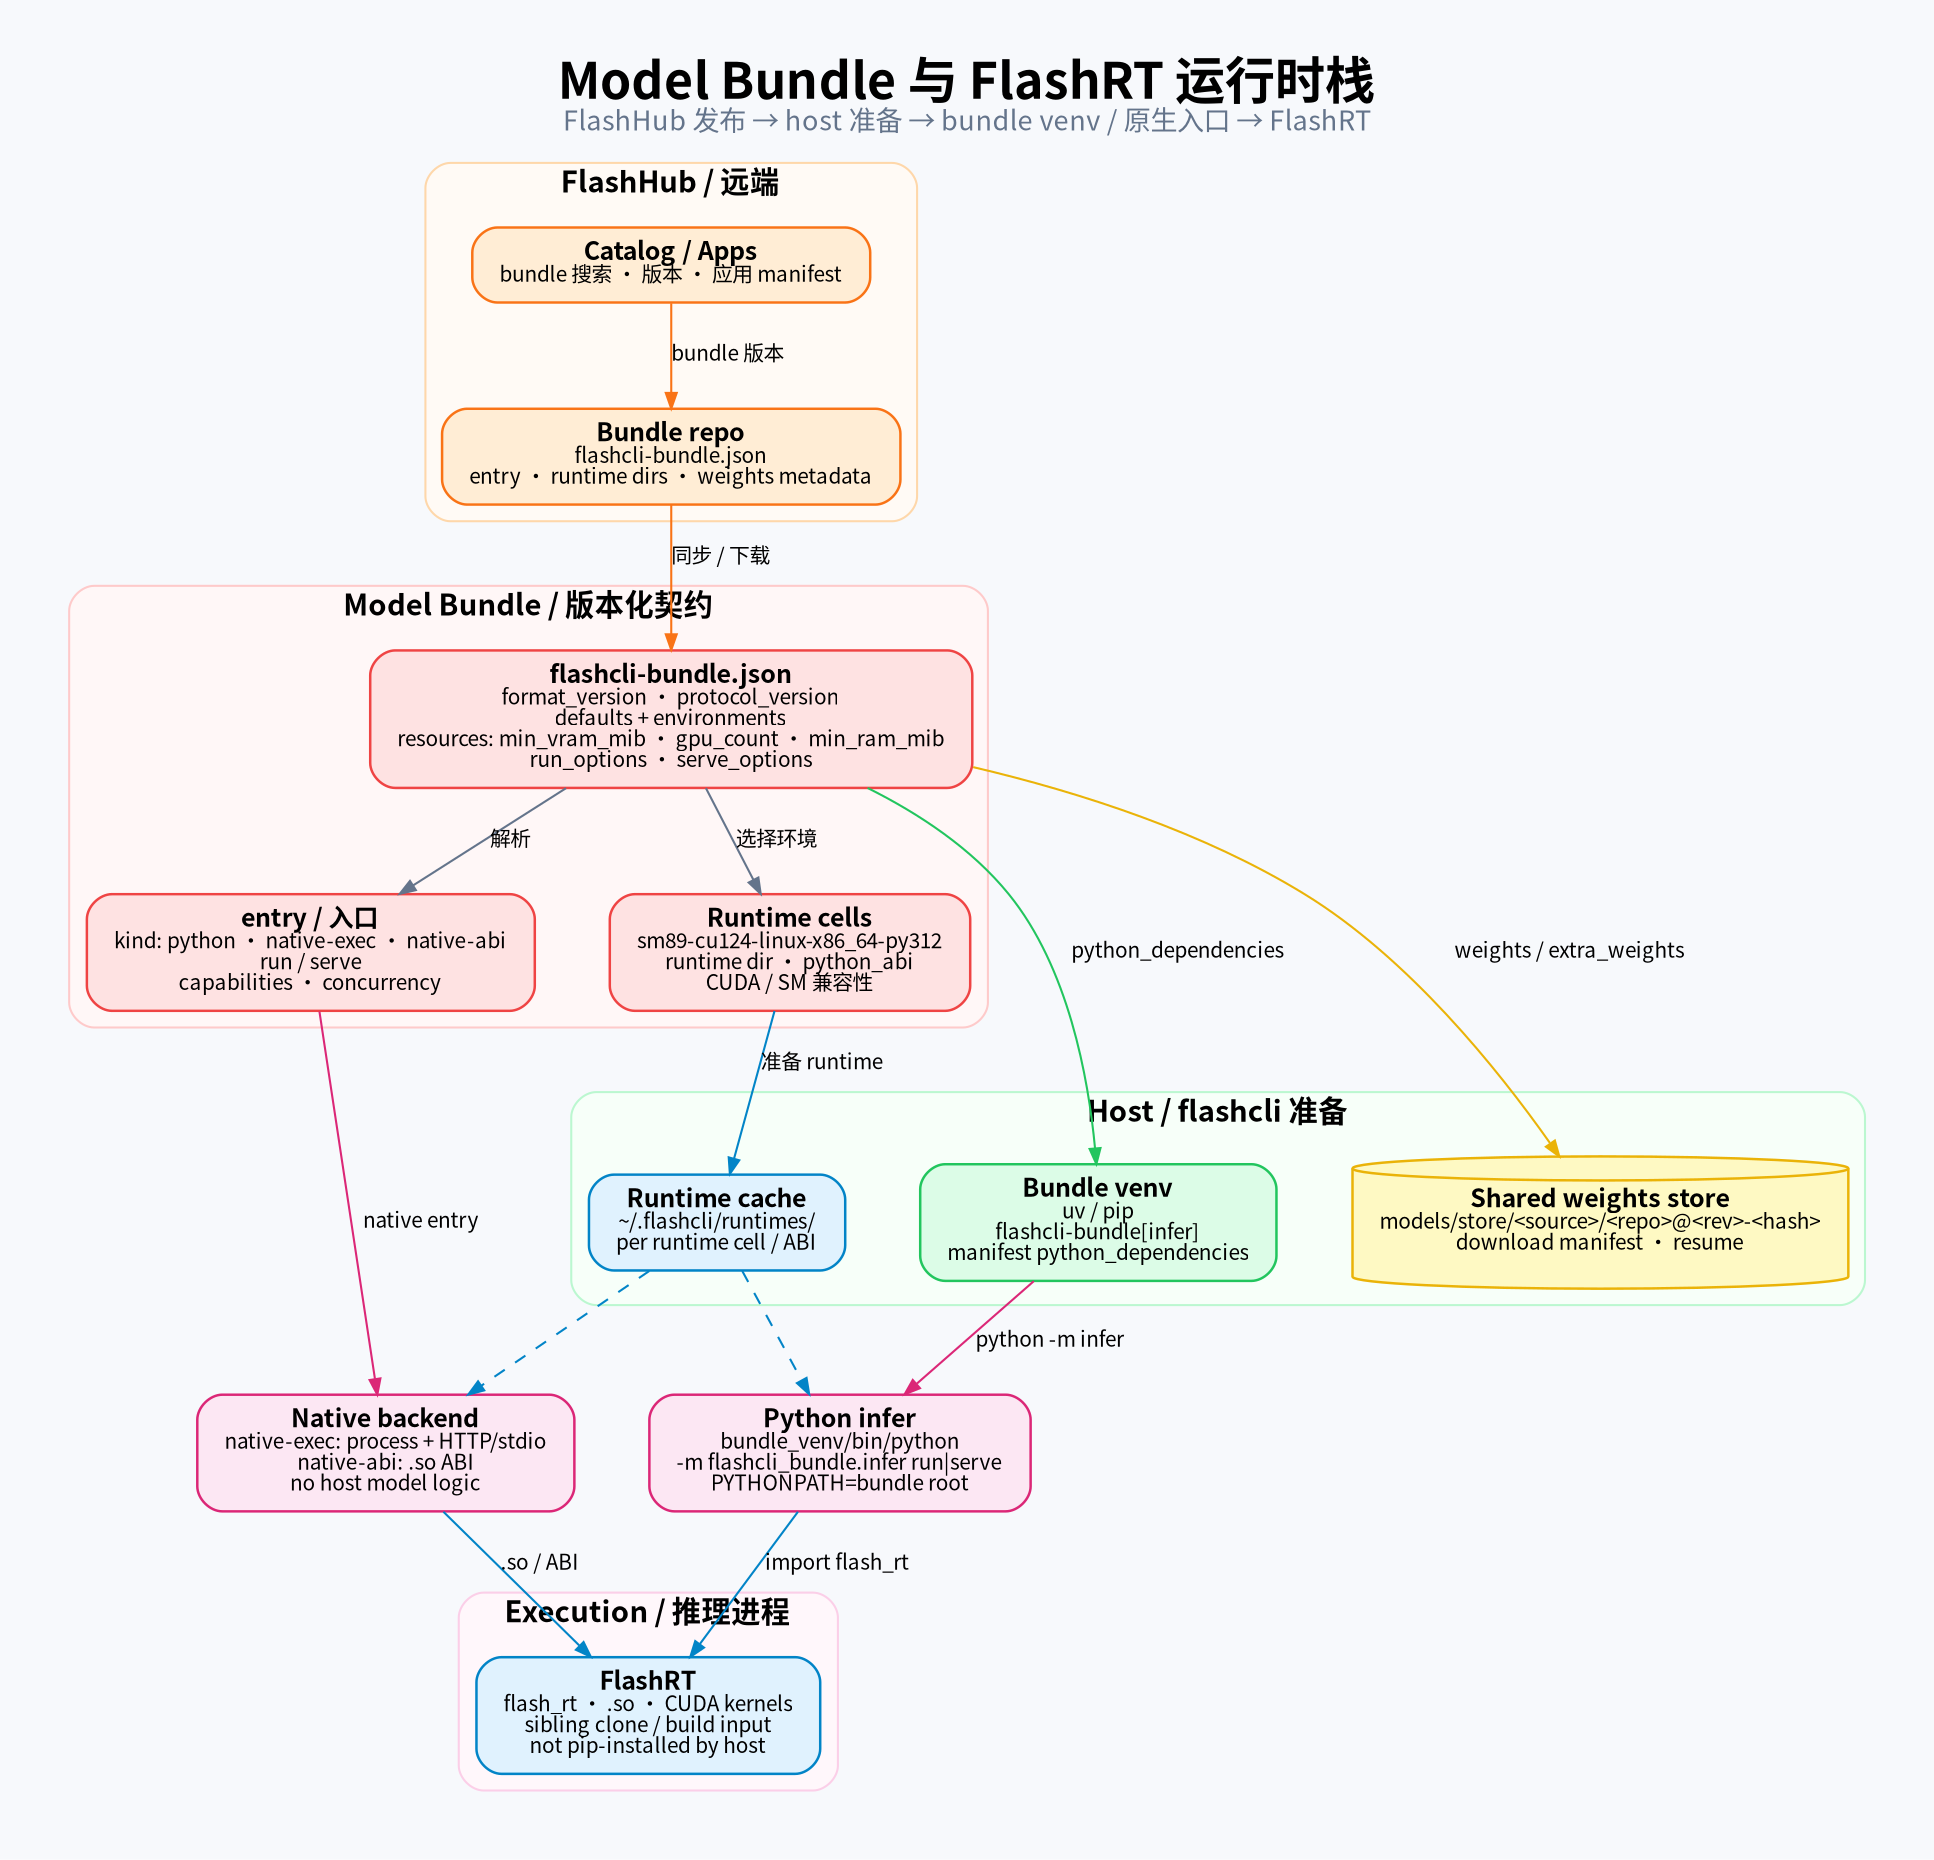 Model Bundle 与 FlashRT 运行时栈
FlashHub 发布 → host 准备 → bundle venv / 原生入口 → FlashRT
FlashHub / 远端
Catalog / Apps
bundle 搜索 · 版本 · 应用 manifest
bundle 版本
Bundle repo
flashcli-bundle.json
entry · runtime dirs · weights metadata
同步 / 下载
Model Bundle / 版本化契约
flashcli-bundle.json
format_version · protocol_version
defaults + environments
resources: min_vram_mib · gpu_count · min_ram_mib
run_options · serve_options
解析
选择环境
entry / 入口
kind: python · native-exec · native-abi
run / serve
capabilities · concurrency
Runtime cells
sm89-cu124-linux-x86_64-py312
runtime dir · python_abi
CUDA / SM 兼容性
python_dependencies
weights / extra_weights
准备 runtime
Host / flashcli 准备
Runtime cache
~/.flashcli/runtimes/
per runtime cell / ABI
Bundle venv
uv / pip
flashcli-bundle[infer]
manifest python_dependencies
Shared weights store
models/store/<source>/<repo>@<rev>-<hash>
download manifest · resume
native entry
python -m infer
Native backend
native-exec: process + HTTP/stdio
native-abi: .so ABI
no host model logic
Python infer
bundle_venv/bin/python
-m flashcli_bundle.infer run|serve
PYTHONPATH=bundle root
.so / ABI
import flash_rt
Execution / 推理进程
FlashRT
flash_rt · .so · CUDA kernels
sibling clone / build input
not pip-installed by host